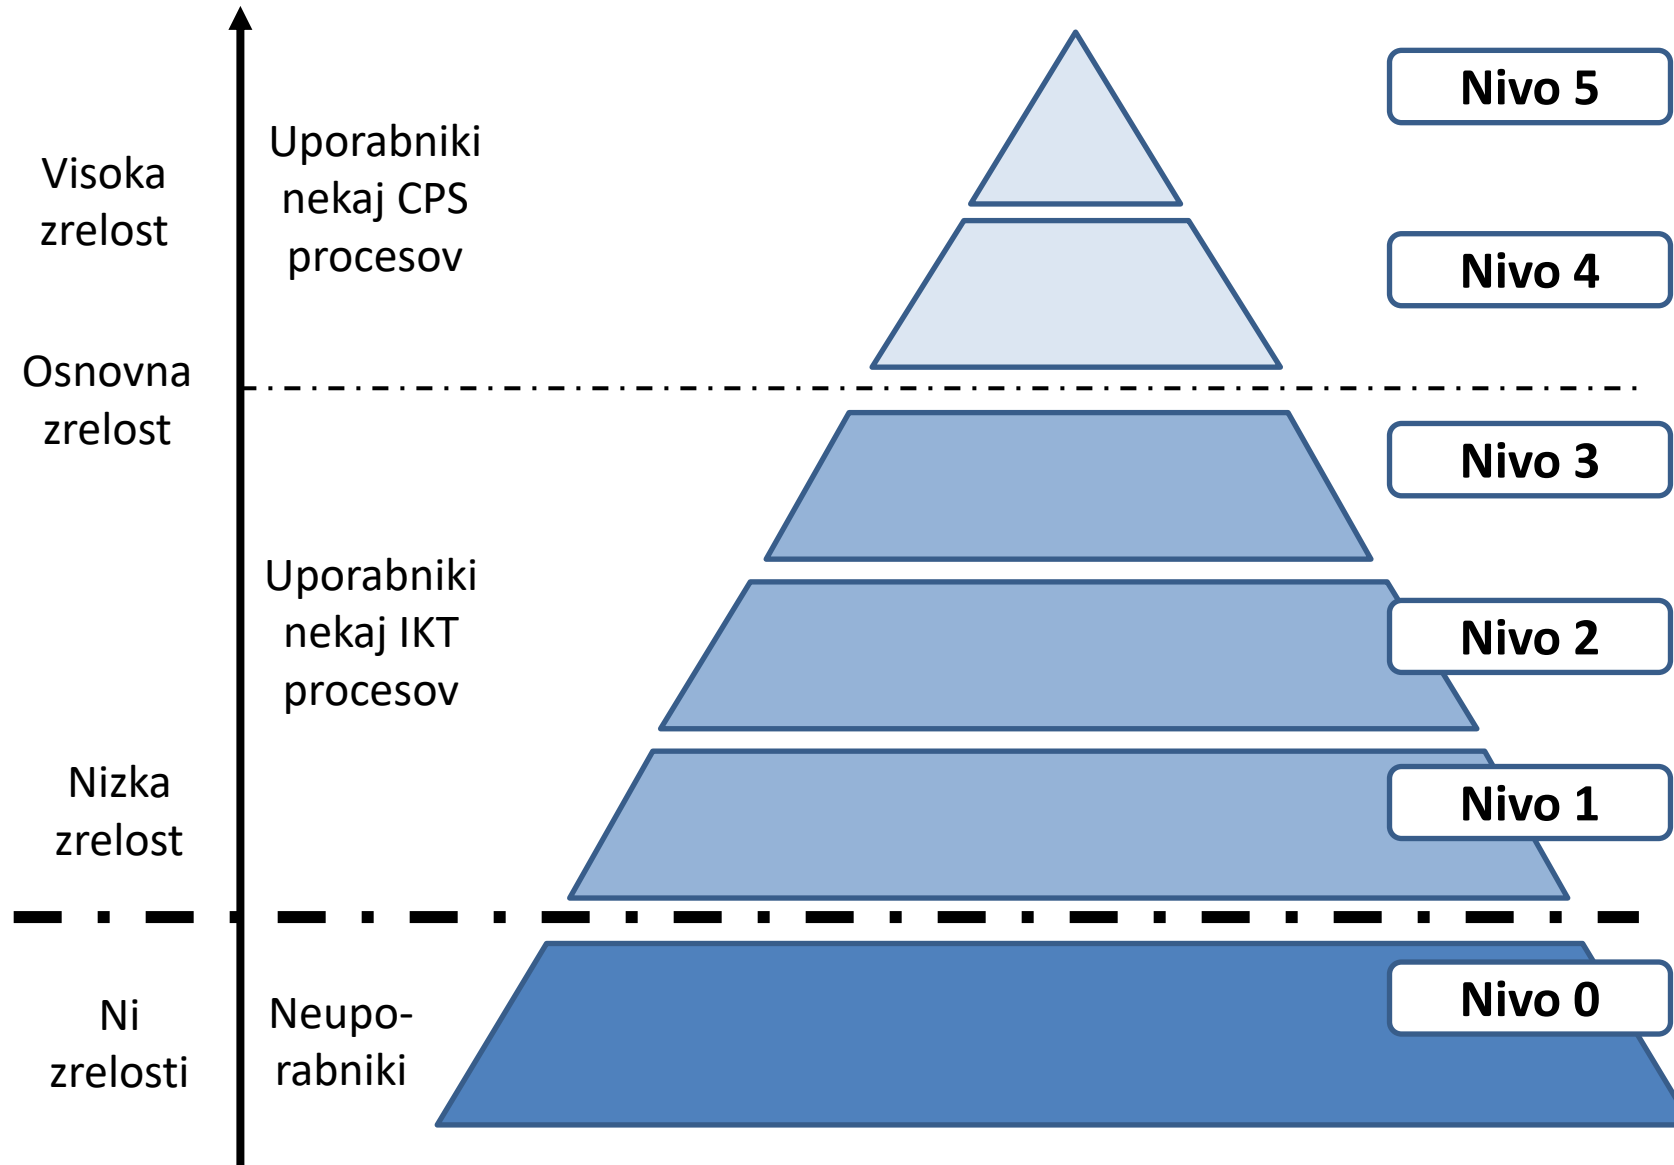 Visoka
zrelost
Uporabniki
nekaj CPS
procesov
Nivo 5
Nivo 4
Osnovna
zrelost
Nivo 3
Uporabniki
nekaj IKT
procesov
Nivo 2
Nizka
zrelost
Nivo 1
Ni
zrelosti
Neupo-
rabniki
Nivo 0